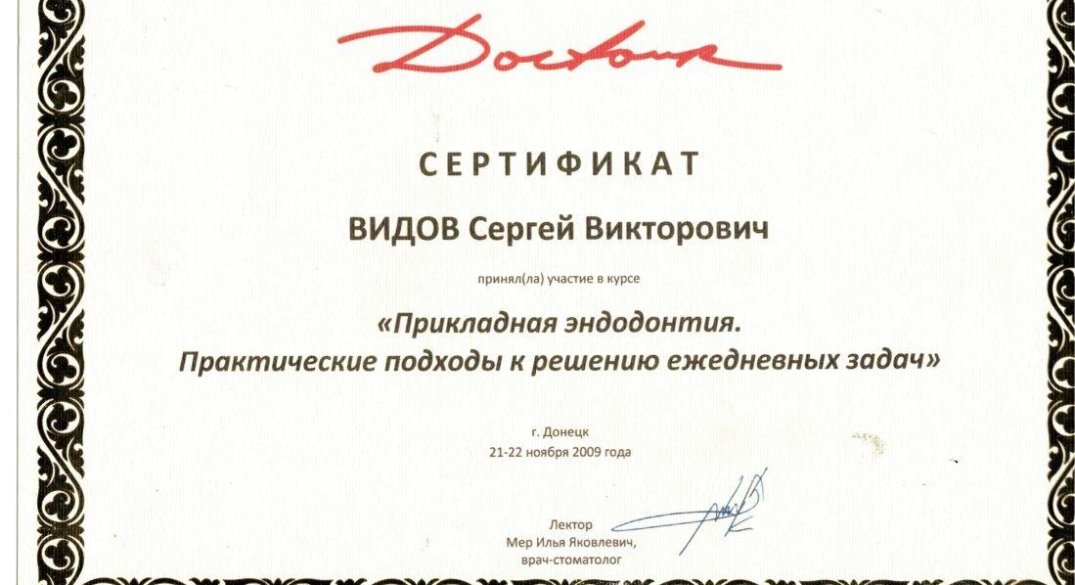 Достоик
СЕРТИФИКАТ
ВИДОВ Сергей Викторович
принял(ла) участие в курсе
«Прикладная эндодонтия.
Практические подходы к решению ежедневных задач»
г. Донецк
21-22 ноября 2009 года
Лектор
Мер Илья Яковлевич,
врач-стоматолог